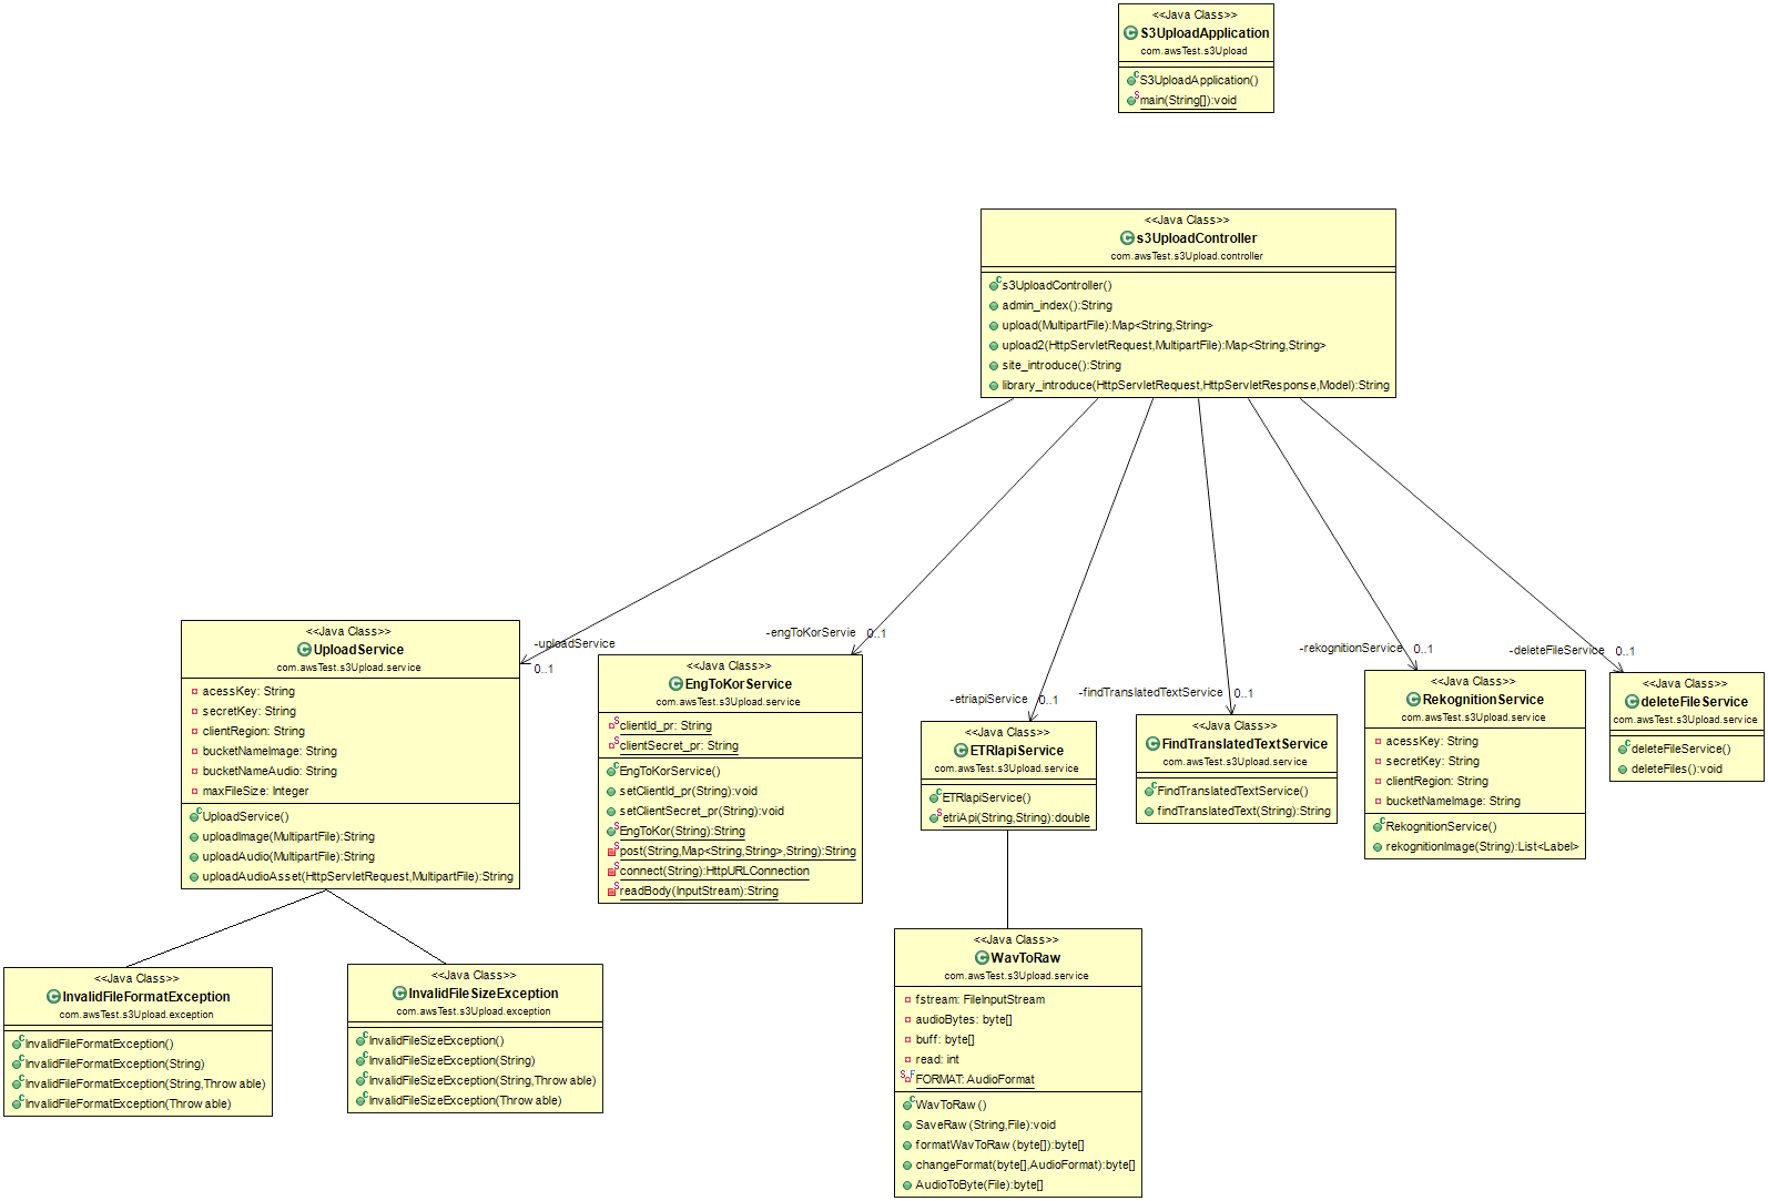 <<Java Class>>
S3UploadApplication
com.awsTest.s3Upload
S3UploadApplication()
main(String[]):void
<<Java Class>>
s3UploadController
com.awsTest.s3Upload.controller
s3UploadController()
admin_index():String
upload(MultipartFile):Map<String,String>
upload2(HttpServletRequest,MultipartFile):Map<String,String>
site_introduce():String
library_introduce(HttpServletRequest,HttpServletResponse,Model):String
-uploadService
0..1
-engToKorServie 0..1
-etriapiService 0..1
-findTranslatedTextService 0..1
-rekognitionService 0..1
-deleteFileService 0..1
<<Java Class>>
UploadService
com.awsTest.s3Upload.service
acessKey: String
secretKey: String
clientRegion: String
bucketNameImage: String
bucketNameAudio: String
maxFileSize: Integer
UploadService()
uploadImage(MultipartFile):String
uploadAudio(MultipartFile):String
uploadAudioAsset(HttpServletRequest,MultipartFile):String
<<Java Class>>
EngToKorService
com.awsTest.s3Upload.service
clientId_pr: String
clientSecret_pr: String
EngToKorService()
setClientId_pr(String):void
setClientSecret_pr(String):void
EngToKor(String):String
post(String,Map<String,String>,String):String
connect(String):HttpURLConnection
readBody(InputStream):String
<<Java Class>>
ETRIapiService
com.awsTest.s3Upload.service
ETRIapiService()
etriApi(String,String):double
<<Java Class>>
FindTranslatedTextService
com.awsTest.s3Upload.service
FindTranslatedTextService()
findTranslatedText(String):String
<<Java Class>>
RekognitionService
com.awsTest.s3Upload.service
acessKey: String
secretKey: String
clientRegion: String
bucketNameImage: String
RekognitionService()
rekognitionImage(String):List<Label>
<<Java Class>>
deleteFileService
com.awsTest.s3Upload.service
deleteFileService()
deleteFiles():void
<<Java Class>>
InvalidFileFormatException
com.awsTest.s3Upload.exception
InvalidFileFormatException()
InvalidFileFormatException(String)
InvalidFileFormatException(String,Throwable)
InvalidFileFormatException(Throwable)
<<Java Class>>
InvalidFileSizeException
com.awsTest.s3Upload.exception
InvalidFileSizeException()
InvalidFileSizeException(String)
InvalidFileSizeException(String,Throwable)
InvalidFileSizeException(Throwable)
<<Java Class>>
WavToRaw
com.awsTest.s3Upload.service
fstream: FileInputStream
audioBytes: byte[]
buff: byte[]
read: int
FORMAT: AudioFormat
WavToRaw()
SaveRaw(String,File):void
formatWavToRaw(byte[]):byte[]
changeFormat(byte[],AudioFormat):byte[]
AudioToByte(File):byte[]